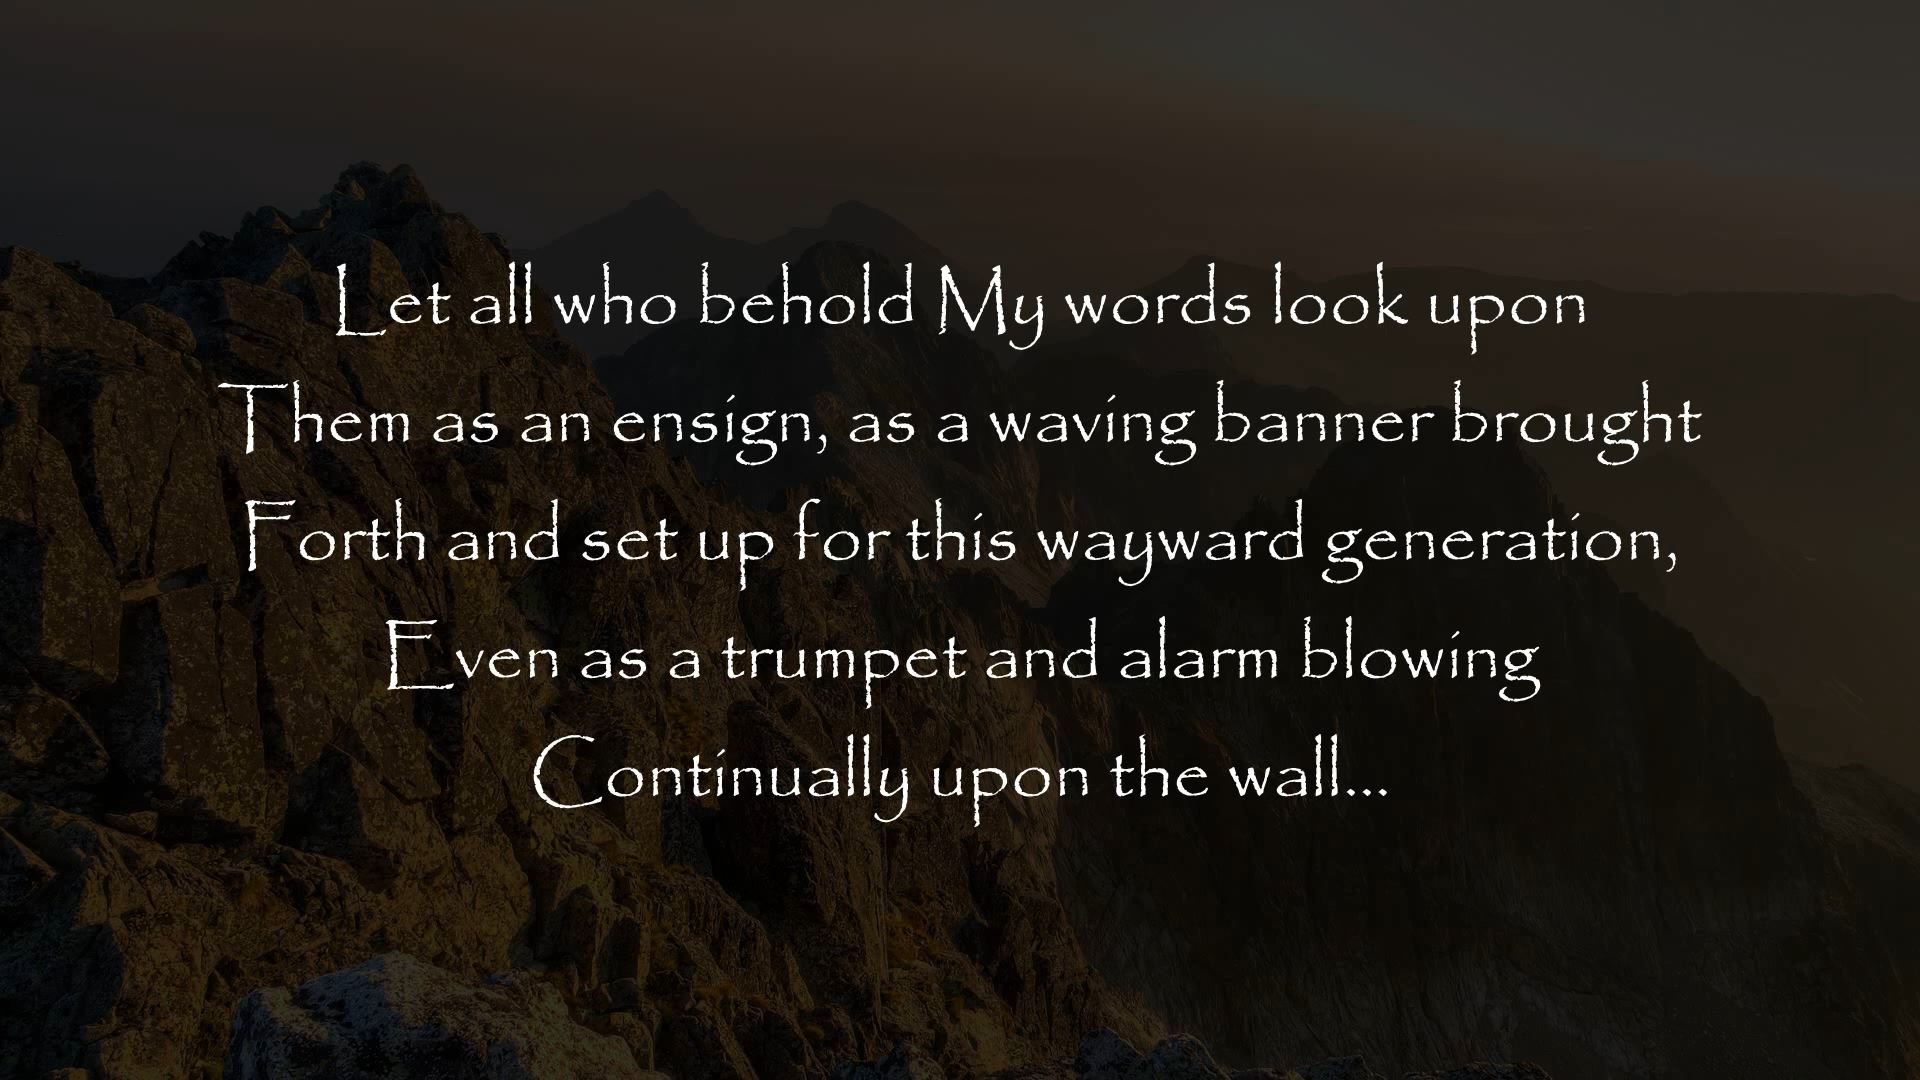 Let all who behold My words look upon
Them as an ensign, as a waving banner brought
Forth and set up for this wayward generation,
Even as a trumpet and alarm blowing
Continually upon the wall...